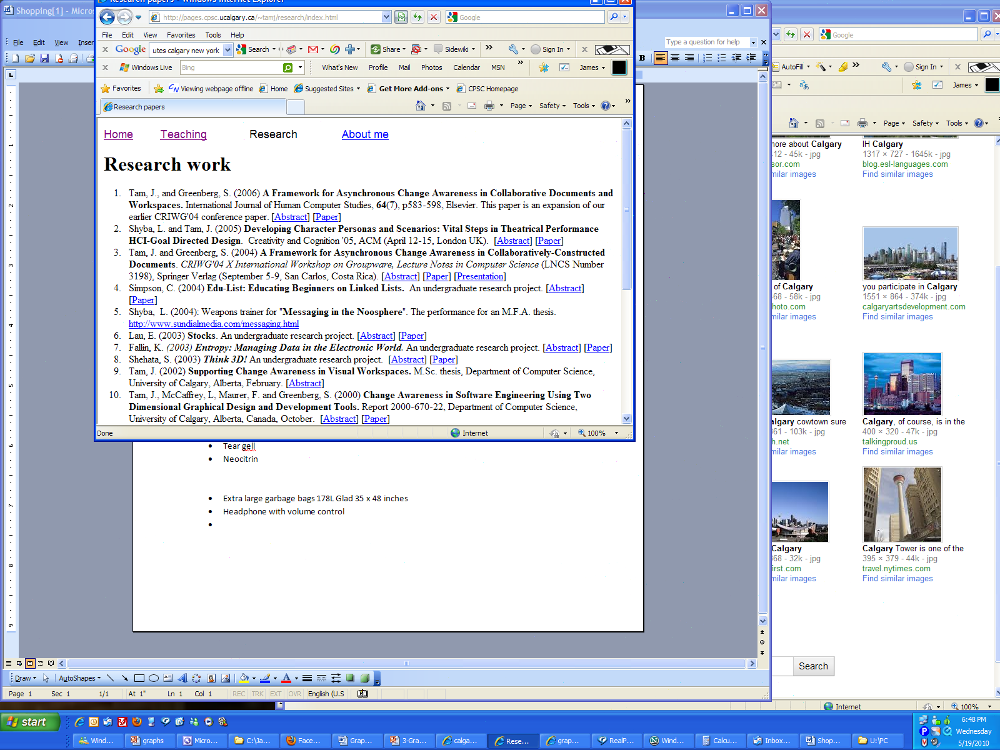 Shopping[1] - Micros
File Edit View Inser
Research papers - Windows Internet Explorer
http://pages.cpsc.ucalgary.ca/~tamj/research/index.html
Google
File Edit View Favorites Tools Help
Google utes calgary new york Search Share Sidewiki Sign In
Windows Live Bing What's New Profile Mail Photos Calendar MSN James
Favorites Viewing webpage offline Home Suggested Sites Get More Add-ons CPSC Homepage
Research papers
Page Safety Tools
Home Teaching Research About me
Research work
1. Tam, J., and Greenberg, S. (2006) A Framework for Asynchronous Change Awareness in Collaborative Documents and
Workspaces. International Journal of Human Computer Studies, 64(7), p583-598, Elsevier. This paper is an expansion of our
earlier CRIWG'04 conference paper. [Abstract] [Paper]
2. Shyba, L. and Tam, J. (2005) Developing Character Personas and Scenarios: Vital Steps in Theatrical Performance
HCI-Goal Directed Design. Creativity and Cognition '05, ACM (April 12-15, London UK). [Abstract] [Paper]
3. Tam, J. and Greenberg, S. (2004) A Framework for Asynchronous Change Awareness in Collaboratively-Constructed
Documents. CRIWG'04 X International Workshop on Groupware, Lecture Notes in Computer Science (LNCS Number
3198), Springer Verlag (September 5-9, San Carlos, Costa Rica). [Abstract] [Paper] [Presentation]
4. Simpson, C. (2004) Edu-List: Educating Beginners on Linked Lists. An undergraduate research project. [Abstract]
[Paper]
5. Shyba, L. (2004): Weapons trainer for "Messaging in the Noosphere". The performance for an M.F.A. thesis.
http://www.sundialmedia.com/messaging.html
6. Lau, E. (2003) Stocks. An undergraduate research project. [Abstract] [Paper]
7. Fallin, K. (2003) Entropy: Managing Data in the Electronic World. An undergraduate research project. [Abstract] [Paper]
8. Shehata, S. (2003) Think 3D! An undergraduate research project. [Abstract] [Paper]
9. Tam, J. (2002) Supporting Change Awareness in Visual Workspaces. M.Sc. thesis, Department of Computer Science,
University of Calgary, Alberta, February. [Abstract]
10. Tam, J., McCaffrey, L, Maurer, F. and Greenberg, S. (2000) Change Awareness in Software Engineering Using Two
Dimensional Graphical Design and Development Tools. Report 2000-670-22, Department of Computer Science,
University of Calgary, Alberta, Canada, October. [Abstract] [Paper]
Done Internet 100%
Type a question for help
Tear gell
Neocitrin
Extra large garbage bags 178L Glad 35 x 48 inches
Headphone with volume control
Draw AutoShapes
Page 1 Sec 1 1/1 At 1" Ln 1 Col 1 REC TRK EXT OVR English (U.S
Google
AutoFill Sign In
James
Page Safety Tools
nore about Calgary
412 - 45k - jpg
sor.com
milar images
IH Calgary
1317 × 727 - 1645k - jpg
blog.esl-languages.com
Find similar images
of Calgary
68 - 58k - jpg
hoto.com
milar images
you participate in Calgary
1551 × 864 - 374k - jpg
calgaryartsdevelopment.com
Find similar images
algary cowtown sure
361 - 103k - jpg
h.net
milar images
Calgary, of course, is in the
400 × 320 - 47k - jpg
talkingproud.us
Find similar images
Calgary
368 - 32k - jpg
irst.com
milar images
Calgary Tower is one of the
395 × 379 - 44k - jpg
travel.nytimes.com
Find similar images
Search
Internet 100%
start
Wind... graphs Micro... C:\Ja... Face... Grap... 3-Gra... calga... Rese... grap... RealP... Wind... Calcu... Inbox... Shop... U:\PC
6:48 PM
Wednesday
5/19/2010